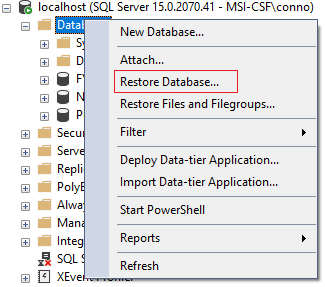 localhost (SQL Server 15.0.2070.41 - MSI-CSF\conno)
Datab
New Database...
Sy
Attach...
D
Restore Database...
F
N
Restore Files and Filegroups...
P
Secur
Filter
Serve
Repli
Deploy Data-tier Application...
PolyB
Import Data-tier Application...
Alwa
Start PowerShell
Mana
Reports
Integ
SQL S
Refresh
XEvent Profiler